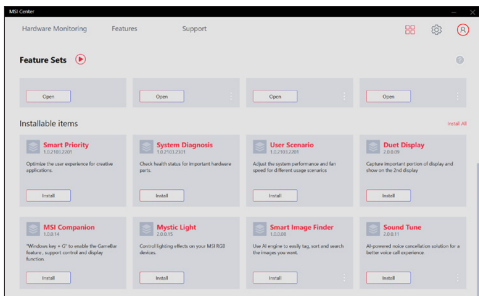 MSI Center
Hardware Monitoring
Features
Support
Feature Sets
Open
Open
Open
Open
Installable items
Install All
Smart Priority
System Diagnosis
User Scenario
Duet Display
Optimize the user experience for creative
applications.
Check health status for important hardware
parts.
Adjust the system performance and fan
speed for different usage scenarios
Capture important portion of display and
show on the 2nd display
Install
Install
Install
Install
MSI Companion
Mystic Light
Smart Image Finder
Sound Tune
"Windows key + G" to enable the GameBar
feature, support control and display
function.
Control lighting effects on your MSI RGB
devices.
Use AI engine to easily tag, sort and search
the images you want.
AI-powered voice cancellation solution for a
better voice call experience
Install
Install
Install
Install